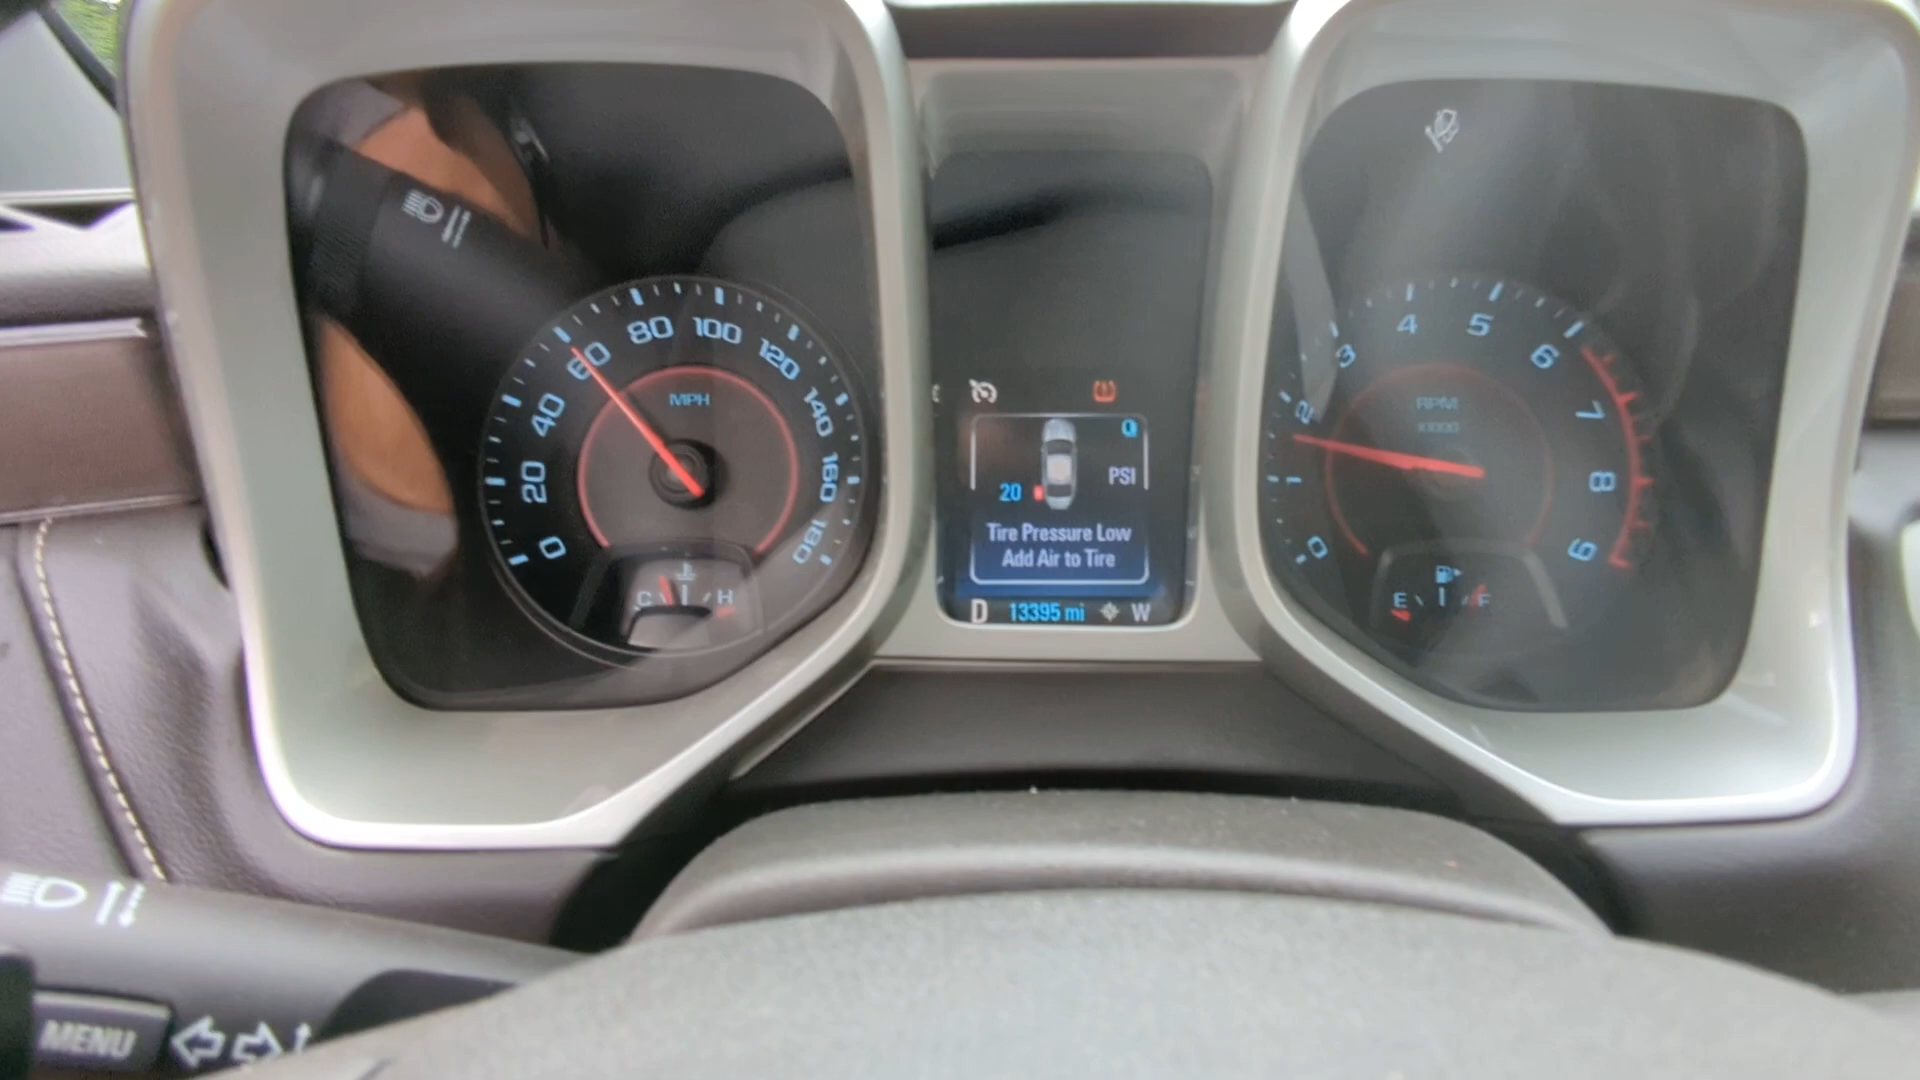 80 100
60 120
40 140
20 160
0 180
MPH
C H
PSI
20
Tire Pressure Low
Add Air to Tire
D 13395 mi W
4 5
3 6
2 7
1 8
0 9
RPM
x1000
E F
MENU